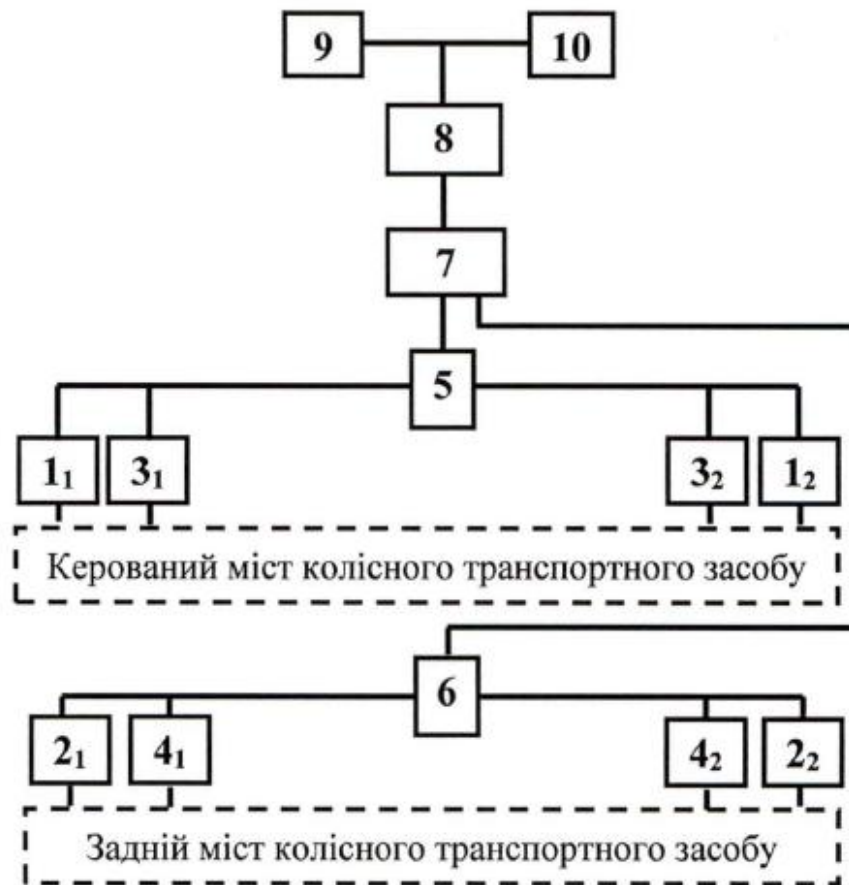 9 10
8
7
5
1₁ 3₁ 3₂ 1₂
Керований міст колісного транспортного засобу
6
2₁ 4₁ 4₂ 2₂
Задній міст колісного транспортного засобу